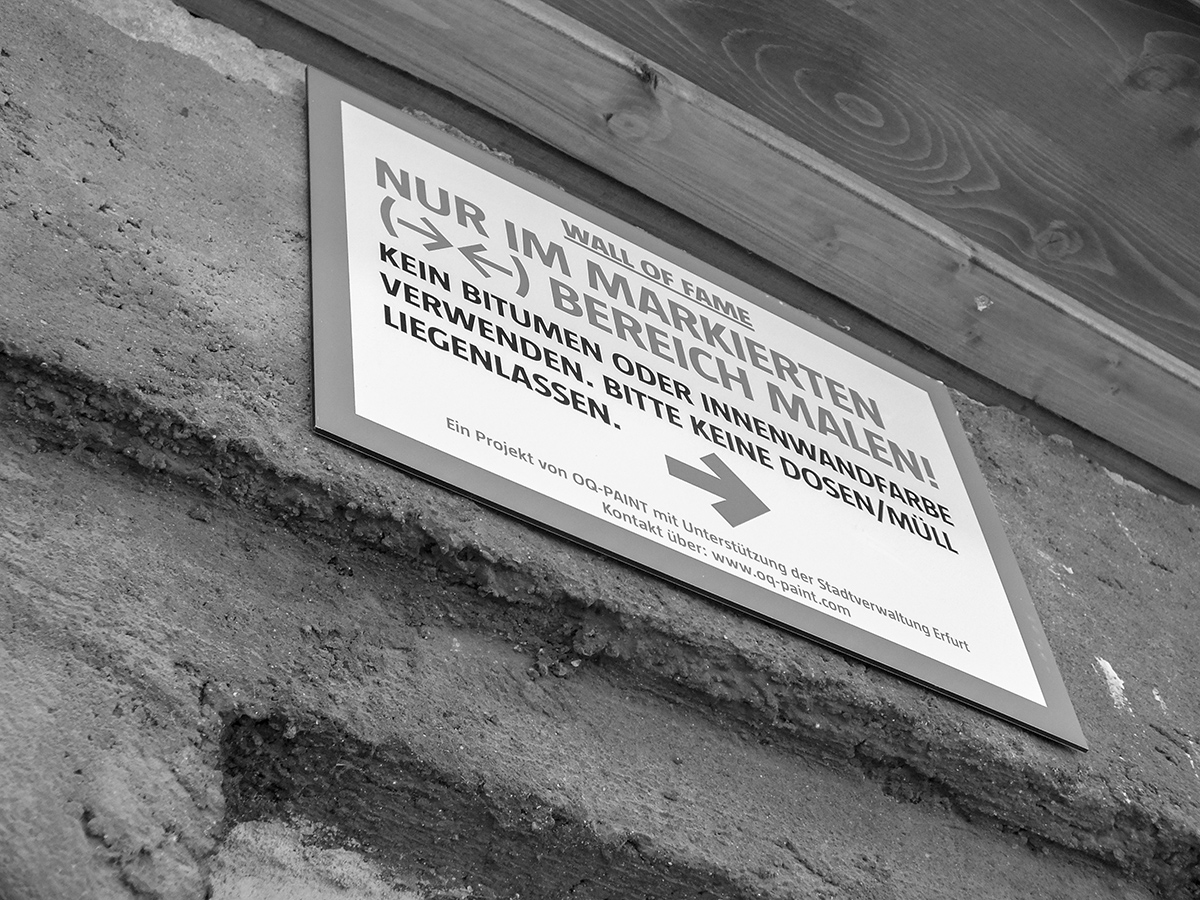 WALL OF FAME
NUR IM MARKIERTEN
(→←) BEREICH MALEN!
KEIN BITUMEN ODER INNENWANDFARBE
VERWENDEN. BITTE KEINE DOSEN/MÜLL
LIEGENLASSEN.
Ein Projekt von OQ-PAINT mit Unterstützung der Stadtverwaltung Erfurt
Kontakt über: www.oq-paint.com